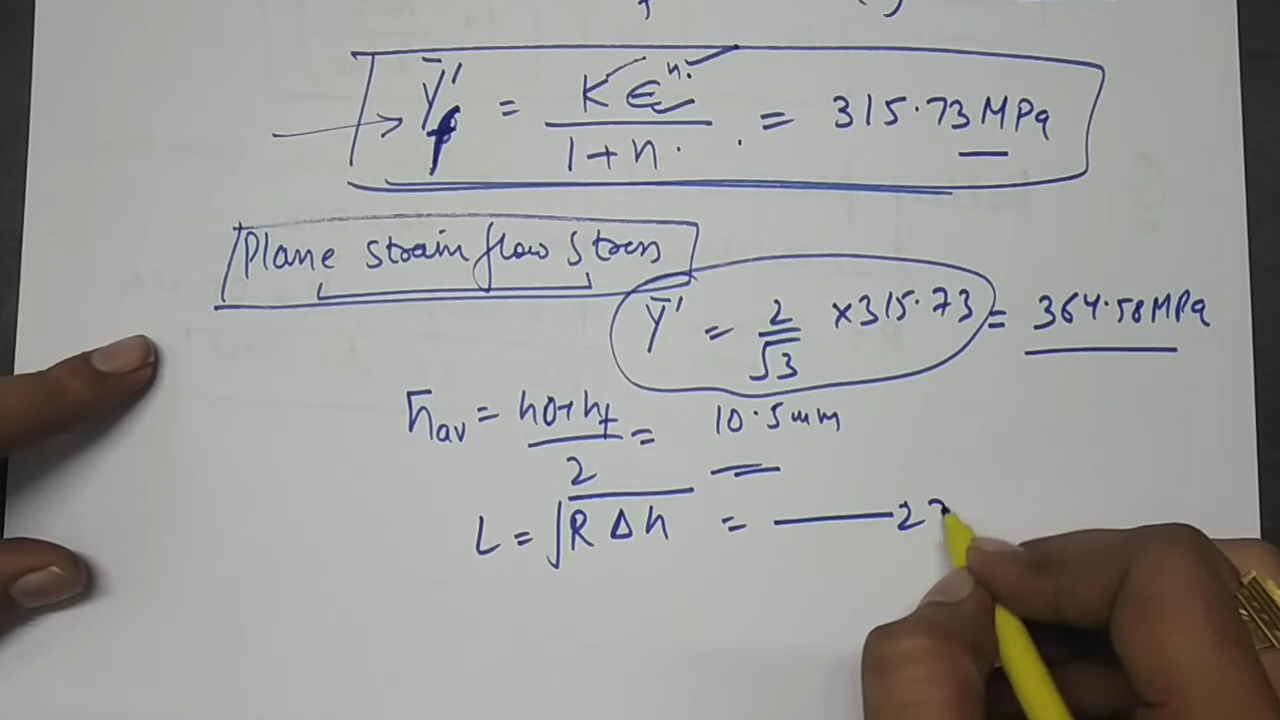 Ȳ'f = Kϵⁿ / 1+n = 315.73 MPa
Plane strain flow stress
Ȳ' = 2/√3 ×315.73 = 364.58 MPa
h̄av = h0+hf / 2 = 10.5 mm
L = √R Δh = 2